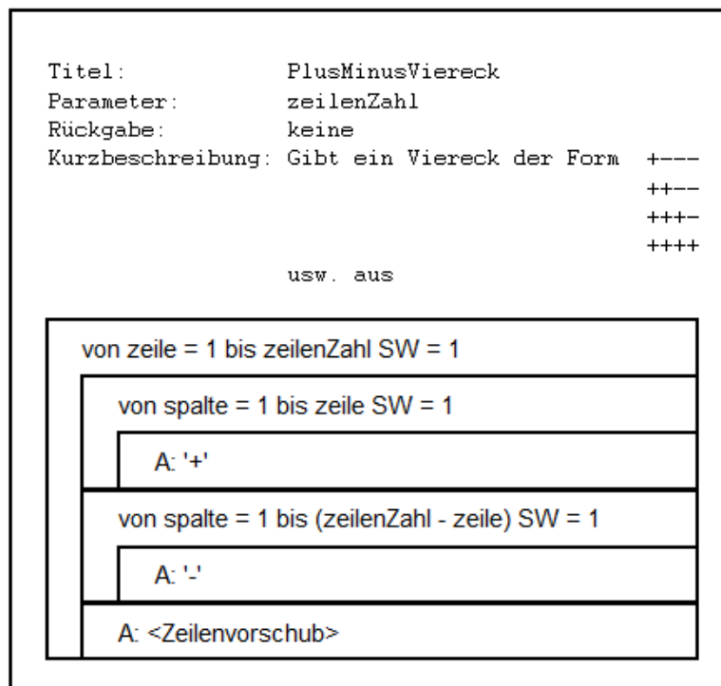 Titel: PlusMinusViereck
Parameter: zeilenZahl
Rückgabe: keine
Kurzbeschreibung: Gibt ein Viereck der Form +---
++--
+++-
++++
usw. aus
von zeile = 1 bis zeilenZahl SW = 1
von spalte = 1 bis zeile SW = 1
A: '+'
von spalte = 1 bis (zeilenZahl - zeile) SW = 1
A: '-'
A: <Zeilenvorschub>